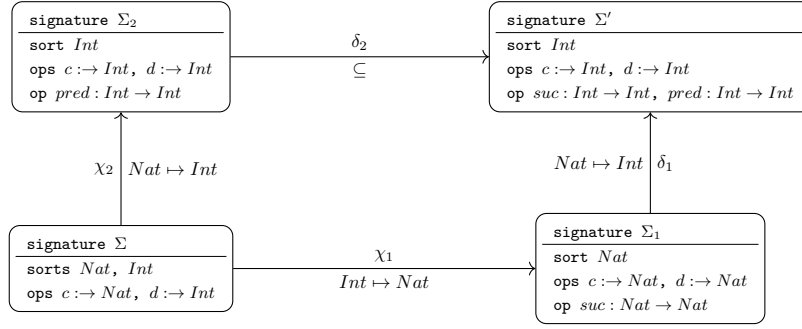 signature Σ₂
sort Int
ops c :→ Int, d :→ Int
op pred : Int → Int
δ₂
⊆
signature Σ′
sort Int
ops c :→ Int, d :→ Int
op suc : Int → Int, pred : Int → Int
χ₂ Nat ↦ Int
Nat ↦ Int δ₁
signature Σ
sorts Nat, Int
ops c :→ Nat, d :→ Int
χ₁
Int ↦ Nat
signature Σ₁
sort Nat
ops c :→ Nat, d :→ Nat
op suc : Nat → Nat